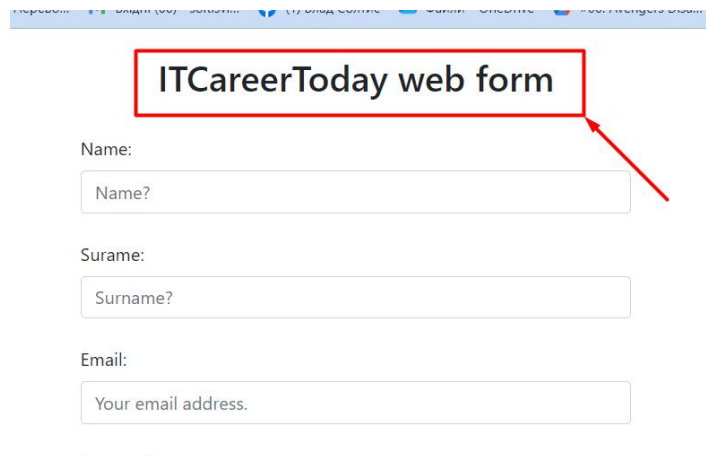 ITCareerToday web form
Name:
Name?
Surame:
Surname?
Email:
Your email address.